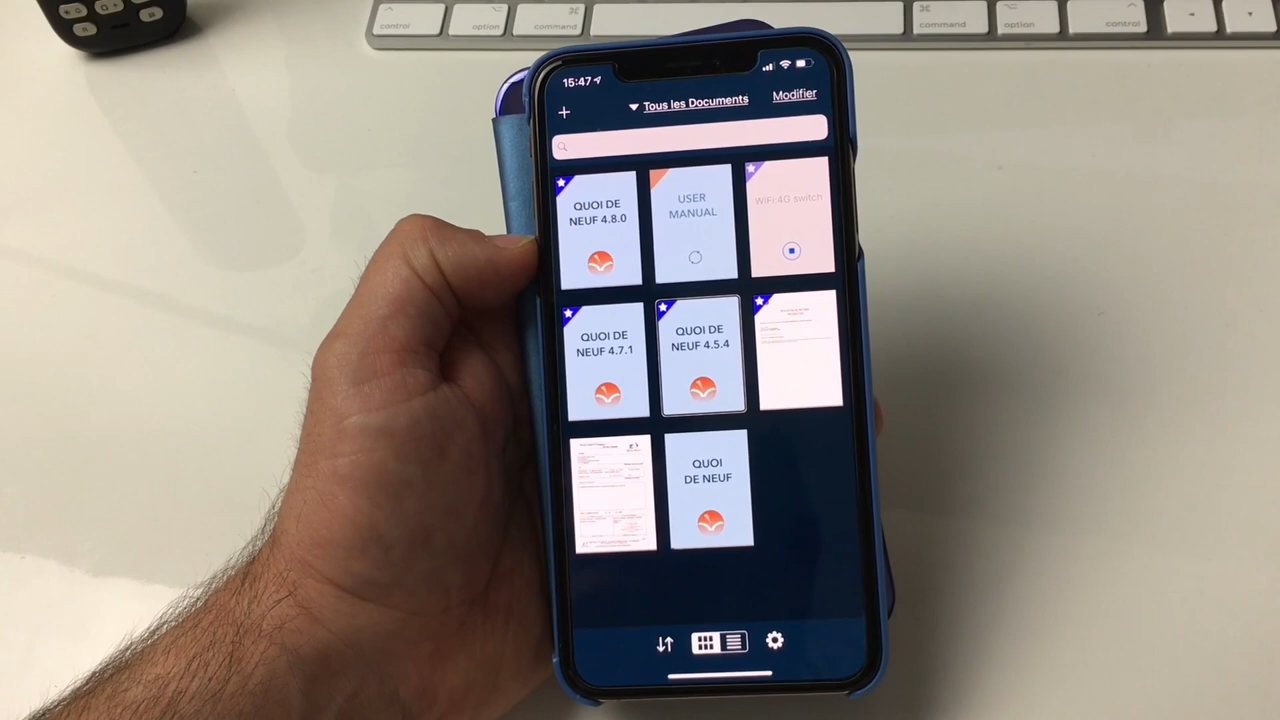 control
option
command
command
option
control
15:47
Tous les Documents
Modifier
QUOI DE
NEUF 4.8.0
USER
MANUAL
WiFi:4G switch
QUOI DE
NEUF 4.7.1
QUOI DE
NEUF 4.5.4
QUOI
DE NEUF